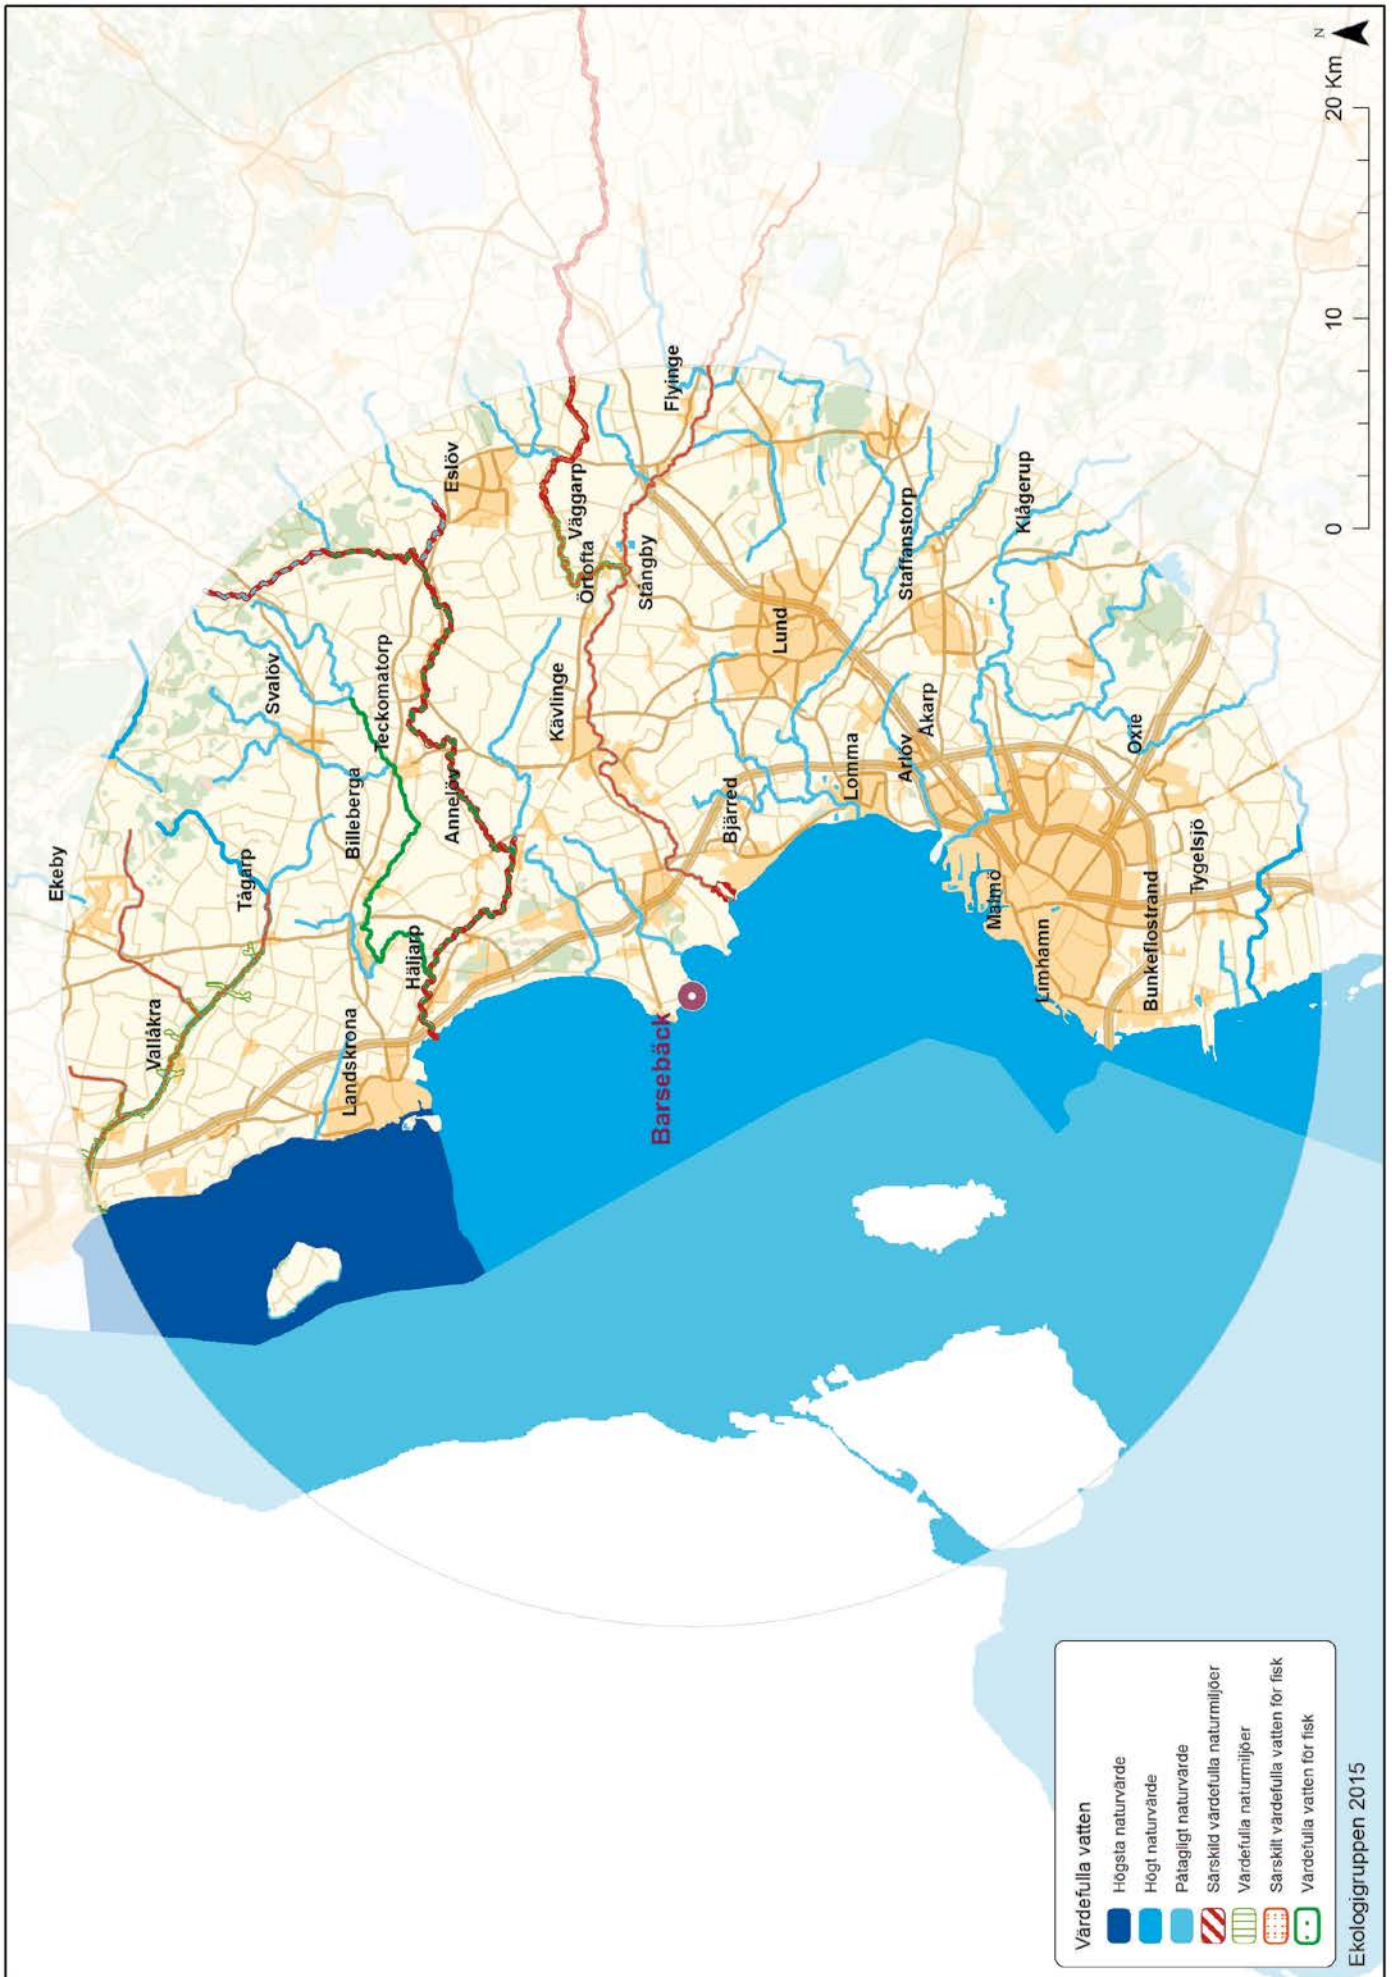 Ekeby
Vallåkra
Tågarp
Svalöv
Billeberga
Teckomatorp
Landskrona
Häljarp
Annelöv
Eslöv
Väggarp
Örtofta
Kävlinge
Stångby
Flyinge
Barsebäck
Bjärred
Lund
Lomma
Staffanstorp
Arlöv
Åkarp
Klågerup
Malmö
Limhamn
Oxie
Bunkeflostrand
Tygelsjö
N
0
10
20 Km
Värdefulla vatten
Högsta naturvärde
Högt naturvärde
Påtagligt naturvärde
Särskild värdefulla naturmiljöer
Värdefulla naturmiljöer
Särskilt värdefulla vatten för fisk
Värdefulla vatten för fisk
Ekologigruppen 2015